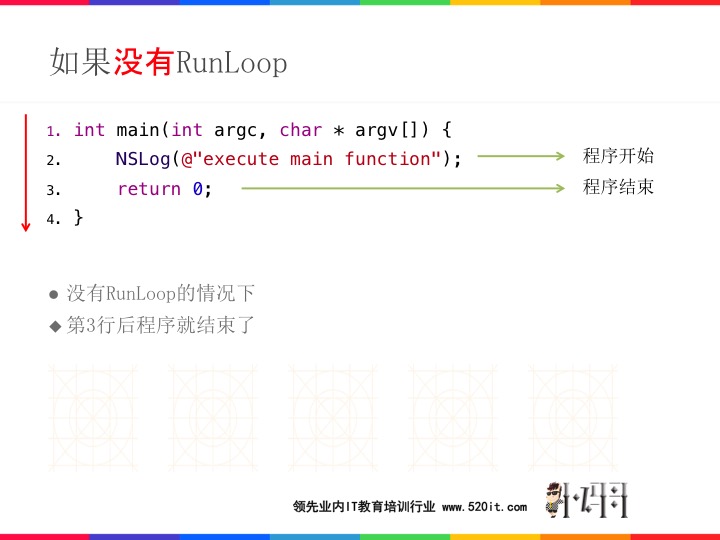 如果没有RunLoop
1. int main(int argc, char * argv[]) {
2. NSLog(@"execute main function");
程序开始
3. return 0;
程序结束
4. }
● 没有RunLoop的情况下
◆ 第3行后程序就结束了
领先业内IT教育培训行业 www.520it.com
小码哥